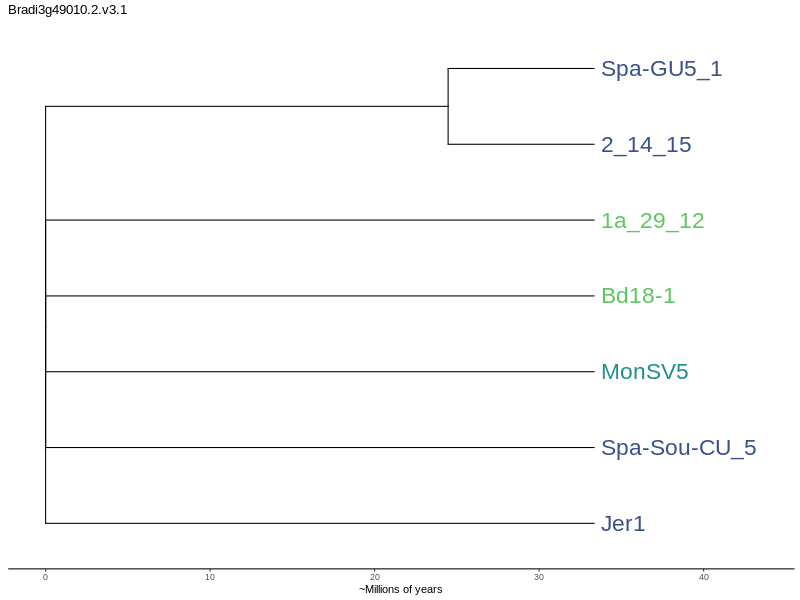 Bradi3g49010.2.v3.1
Spa-GU5_1
2_14_15
1a_29_12
Bd18-1
MonSV5
Spa-Sou-CU_5
Jer1
0 10 20 30 40
~Millions of years